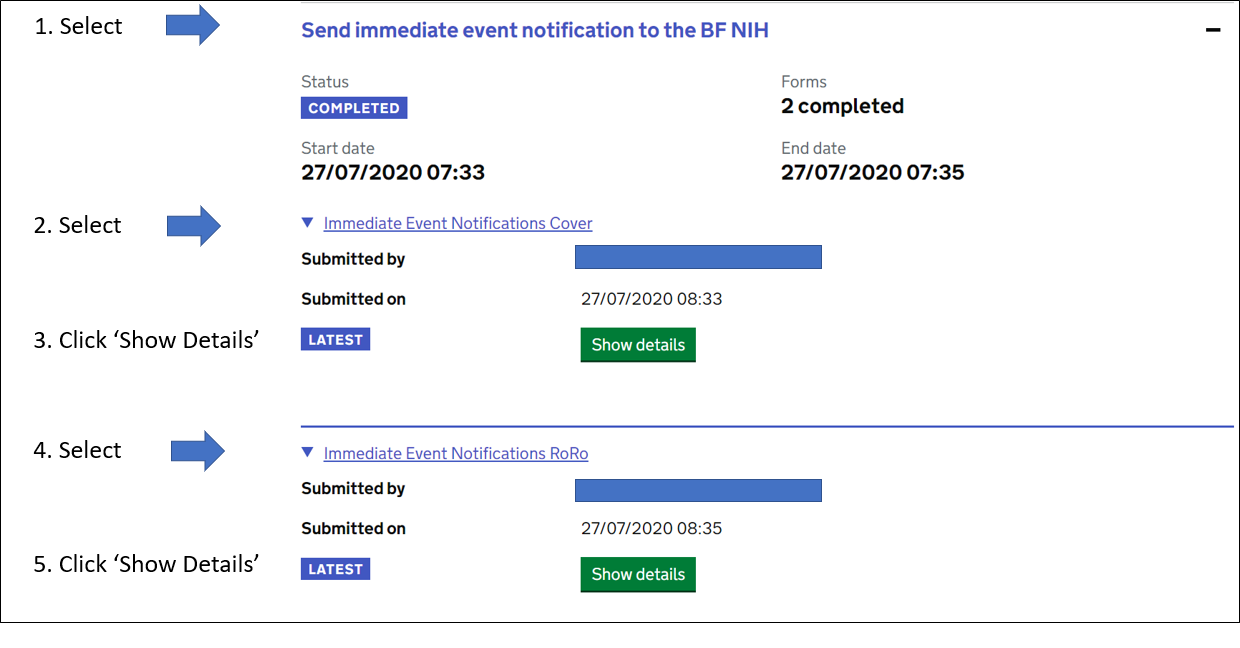 1. Select
Send immediate event notification to the BF NIH
Status
Forms
COMPLETED
2 completed
Start date
End date
27/07/2020 07:33
27/07/2020 07:35
2. Select
Immediate Event Notifications Cover
Submitted by
Submitted on
27/07/2020 08:33
3. Click ‘Show Details’
LATEST
Show details
4. Select
Immediate Event Notifications RoRo
Submitted by
Submitted on
27/07/2020 08:35
5. Click ‘Show Details’
LATEST
Show details